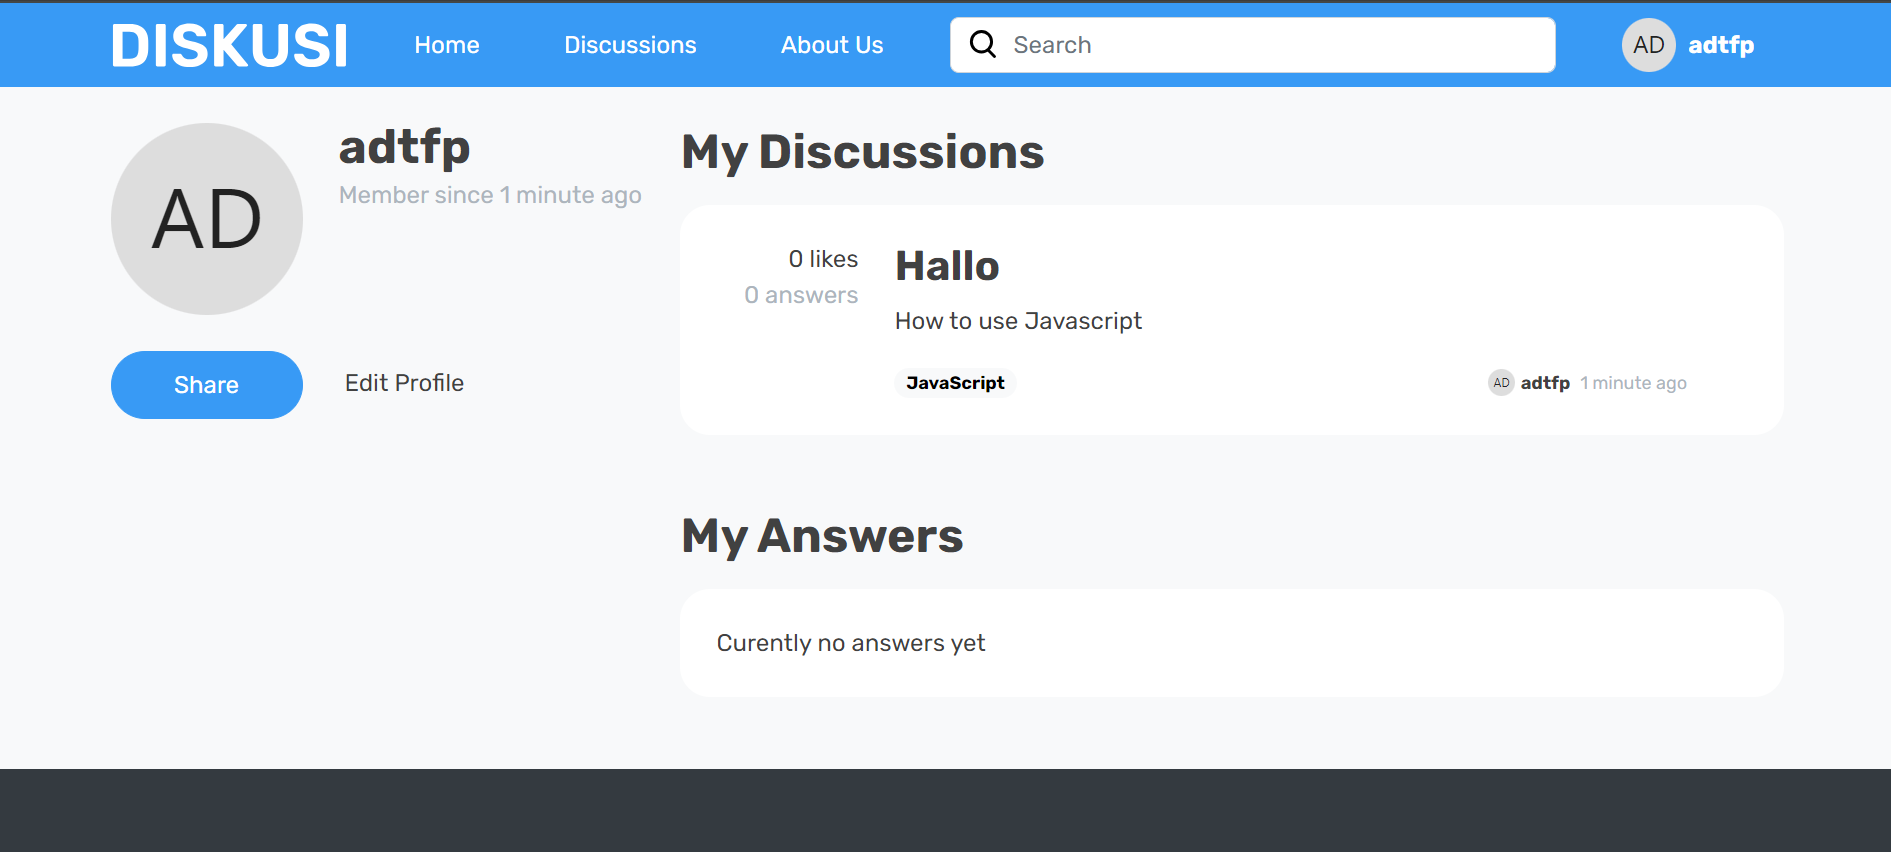 DISKUSI Home Discussions About Us Search AD adtfp
AD
adtfp
Member since 1 minute ago
Share Edit Profile
My Discussions
0 likes
0 answers
Hallo
How to use Javascript
JavaScript AD adtfp 1 minute ago
My Answers
Curently no answers yet